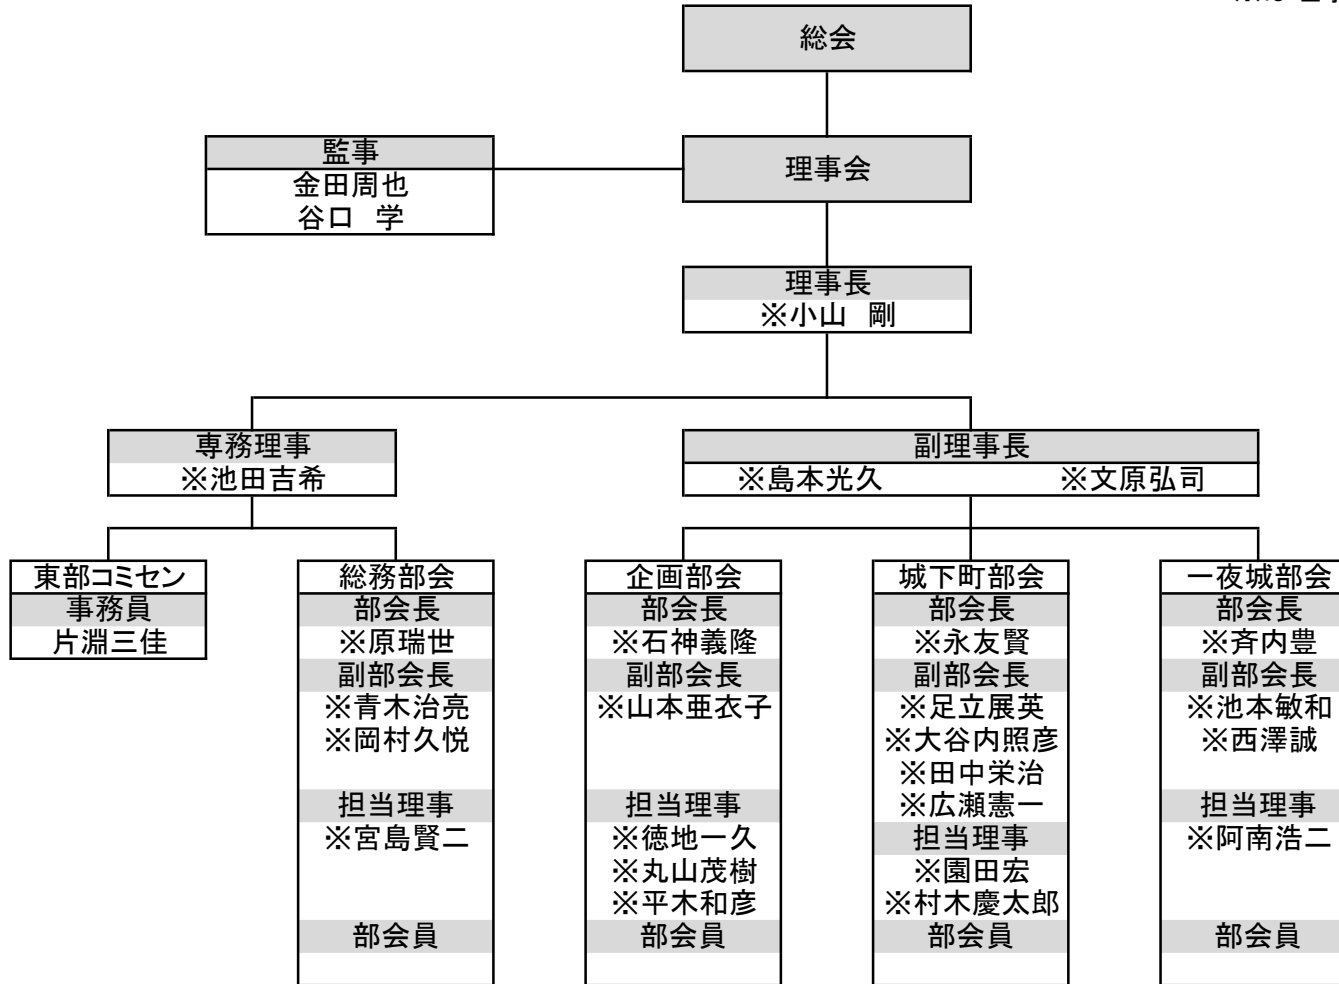 総会
監事
金田周也
谷口　学
理事会
理事長
※小山　剛
専務理事
※池田吉希
副理事長
※島本光久　※文原弘司
東部コミセン
事務員
片淵三佳
総務部会
部会長
※原瑞世
副部会長
※青木治亮
※岡村久悦
担当理事
※宮島賢二
部会員
企画部会
部会長
※石神義隆
副部会長
※山本亜衣子
担当理事
※徳地一久
※丸山茂樹
※平木和彦
部会員
城下町部会
部会長
※永友賢
副部会長
※足立展英
※大谷内照彦
※田中栄治
※広瀬憲一
担当理事
※園田宏
※村木慶太郎
部会員
一夜城部会
部会長
※斉内豊
副部会長
※池本敏和
※西澤誠
担当理事
※阿南浩二
部会員